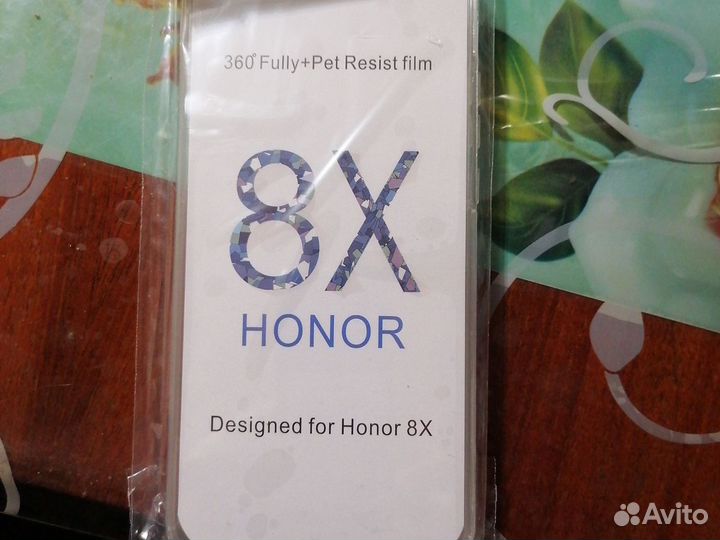 360° Fully+Pet Resist film
8X
HONOR
Designed for Honor 8X
Avito